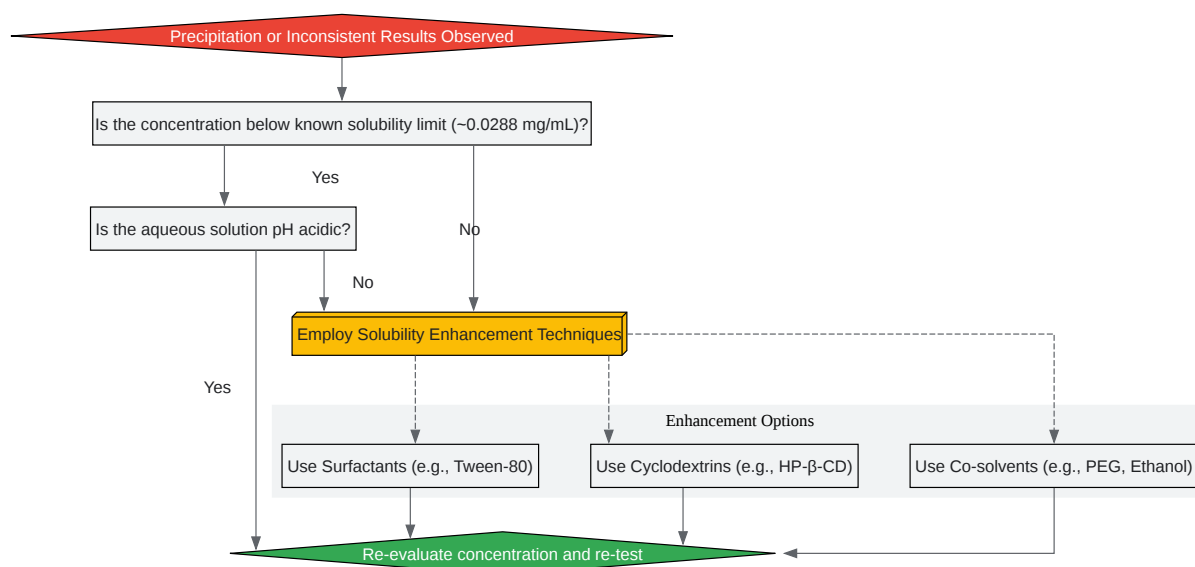 Precipitation or Inconsistent Results Observed
Is the concentration below known solubility limit (~0.0288 mg/mL)?
Yes
Is the aqueous solution pH acidic?
No
No
Employ Solubility Enhancement Techniques
Yes
Enhancement Options
Use Surfactants (e.g., Tween-80)
Use Cyclodextrins (e.g., HP-β-CD)
Use Co-solvents (e.g., PEG, Ethanol)
Re-evaluate concentration and re-test